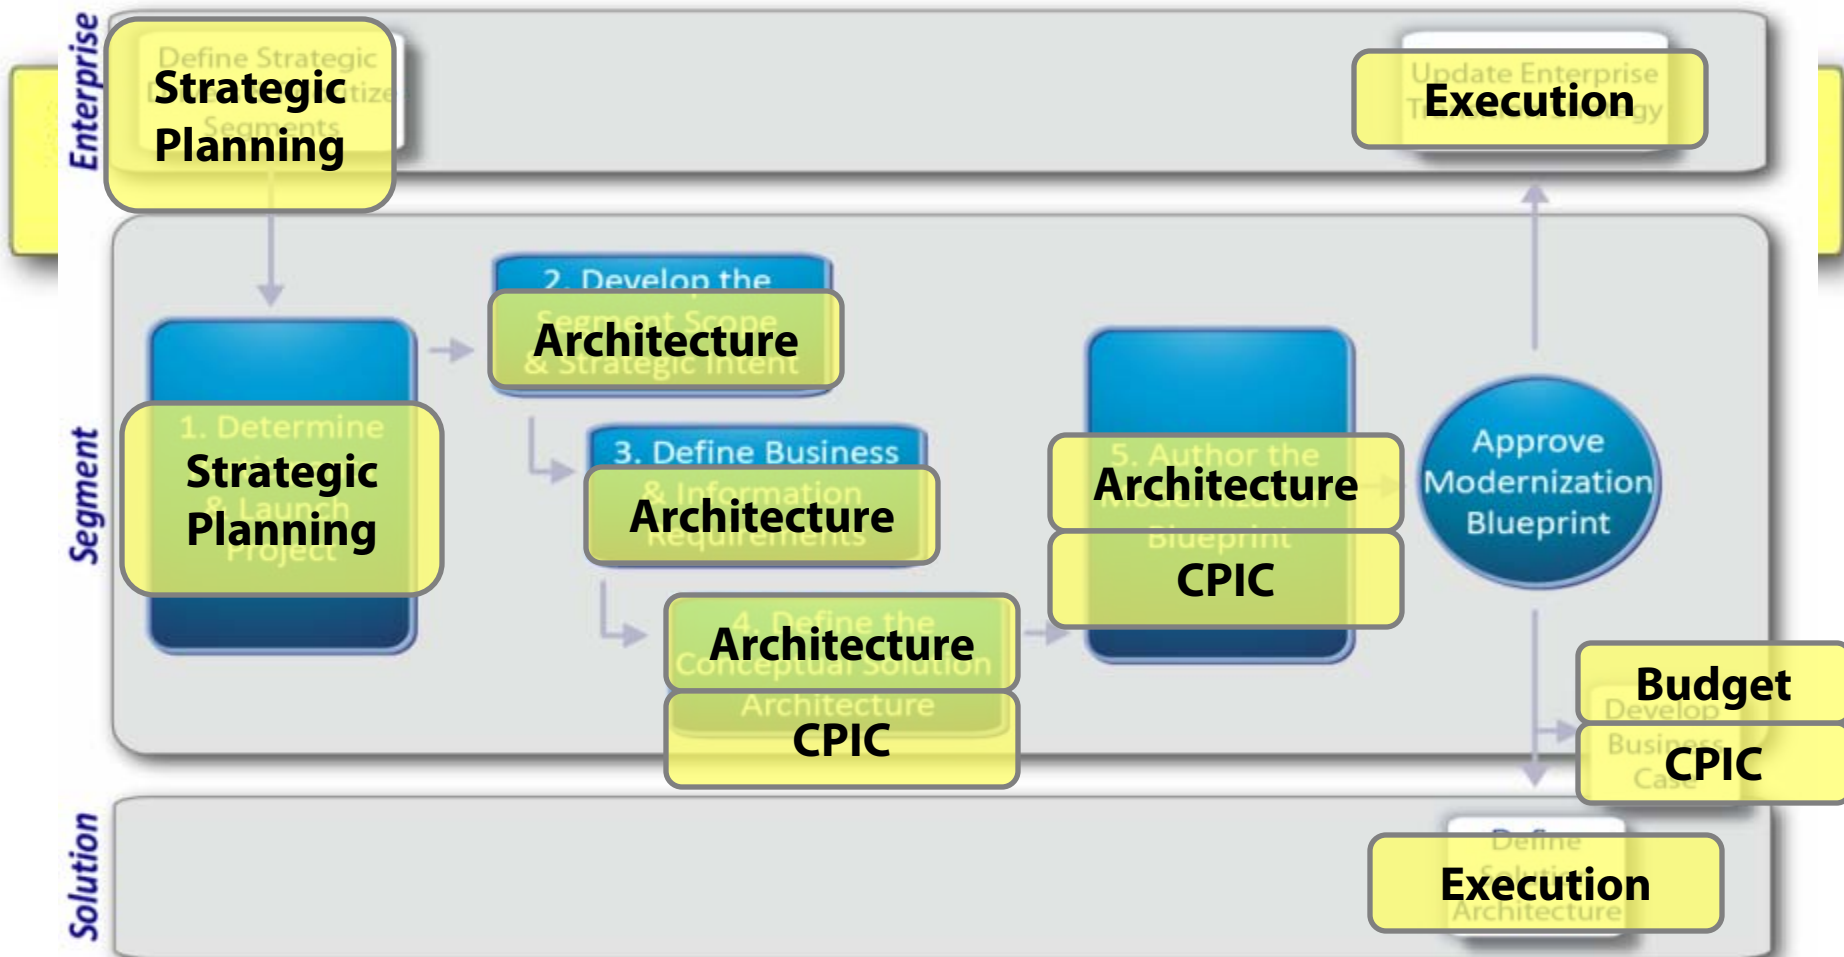 Enterprise
Define Strategic
Segments
Strategic
Planning
Update Enterprise
Execution
Segment
1. Determine
& Launch
Project
Strategic
Planning
2. Develop the
Segment Scope
& Strategic Intent
Architecture
3. Define Business
& Information
Requirements
Architecture
4. Define the
Conceptual Solution
Architecture
Architecture
CPIC
5. Author the
Modernization
Blueprint
Architecture
CPIC
Approve
Modernization
Blueprint
Develop
Business
Case
Budget
CPIC
Solution
Define
Solution
Architecture
Execution